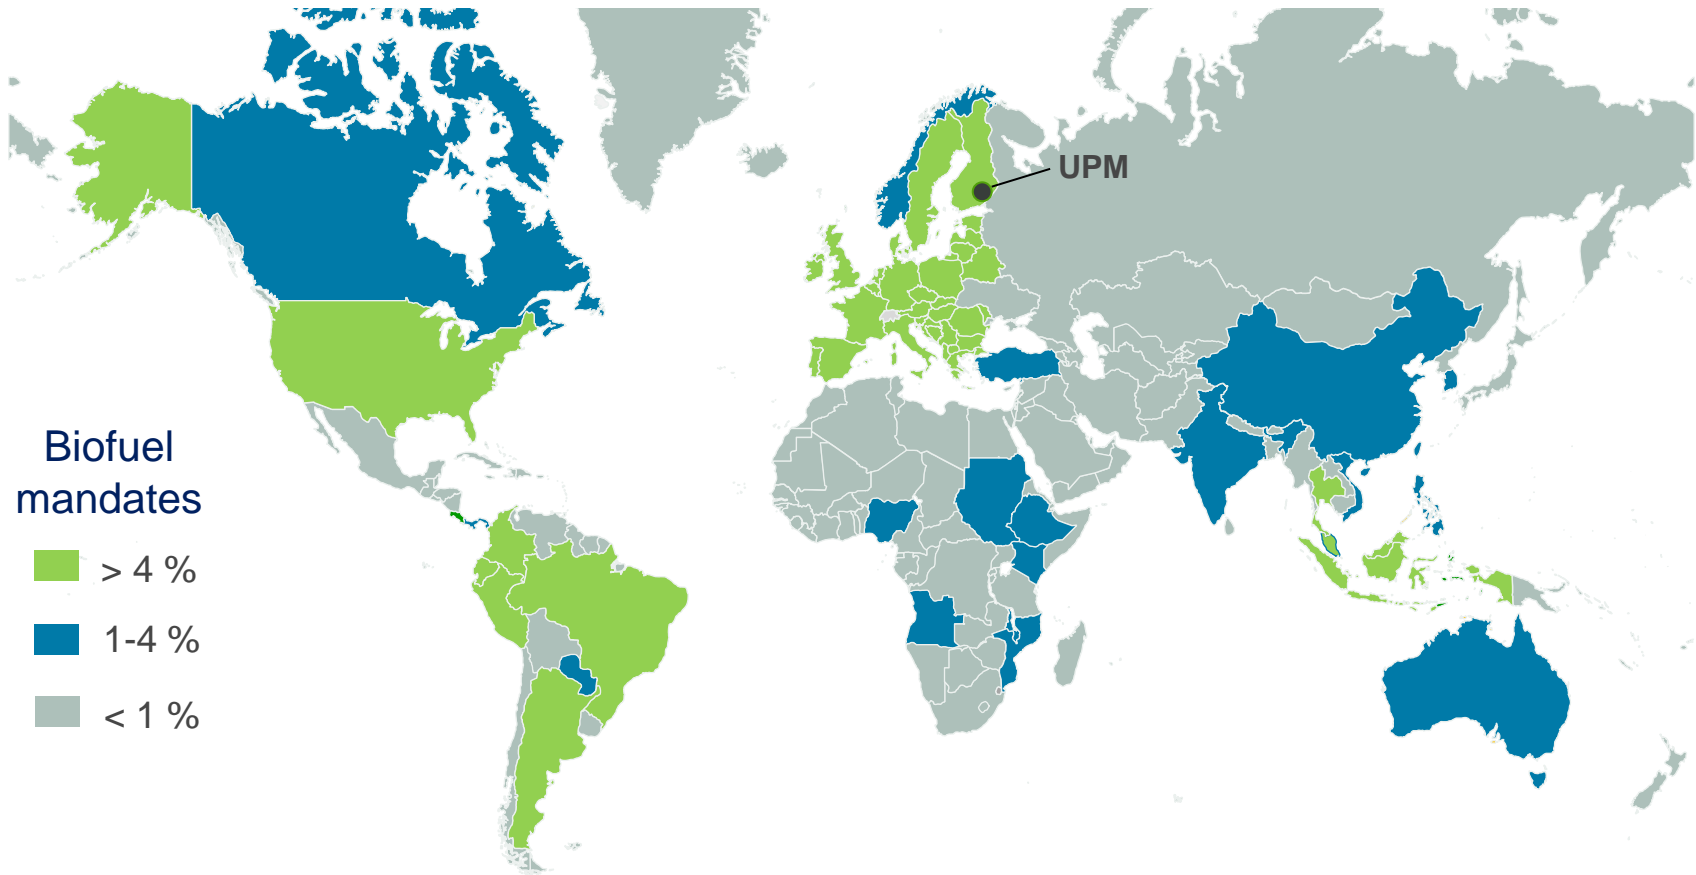 UPM
Biofuel
mandates
> 4 %
1-4 %
< 1 %